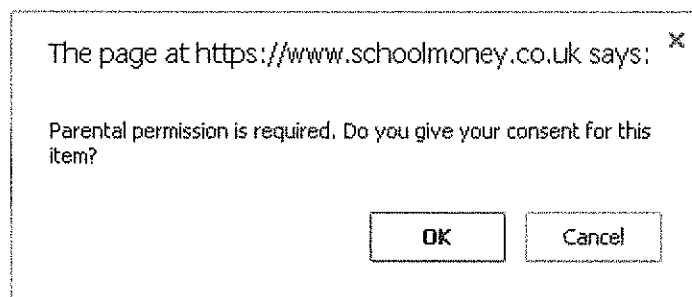 The page at https://www.schoolmoney.co.uk says:
Parental permission is required. Do you give your consent for this
item?
OK
Cancel